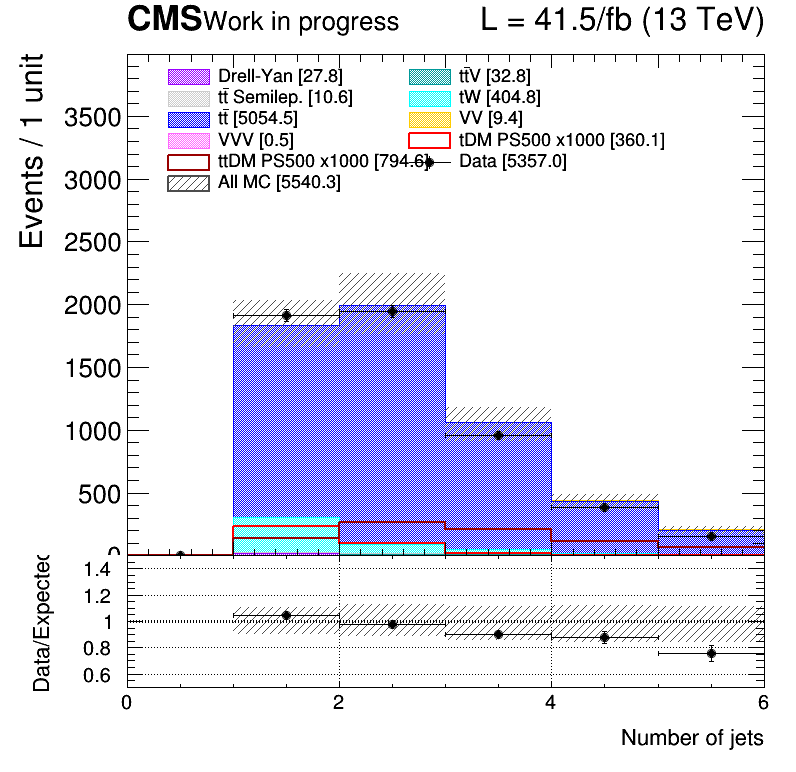 CMS Work in progress L = 41.5/fb (13 TeV)
Events / 1 unit
Drell-Yan [27.8] tt̄V [32.8]
tt̄ Semilep. [10.6] tW [404.8]
tt̄ [5054.5] VV [9.4]
VVV [0.5] tDM PS500 x1000 [360.1]
ttDM PS500 x1000 [794.6] Data [5357.0]
All MC [5540.3]
3500
3000
2500
2000
1500
1000
500
0
Data/Expected
1.4
1.2
1
0.8
0.6
0 2 4 6
Number of jets